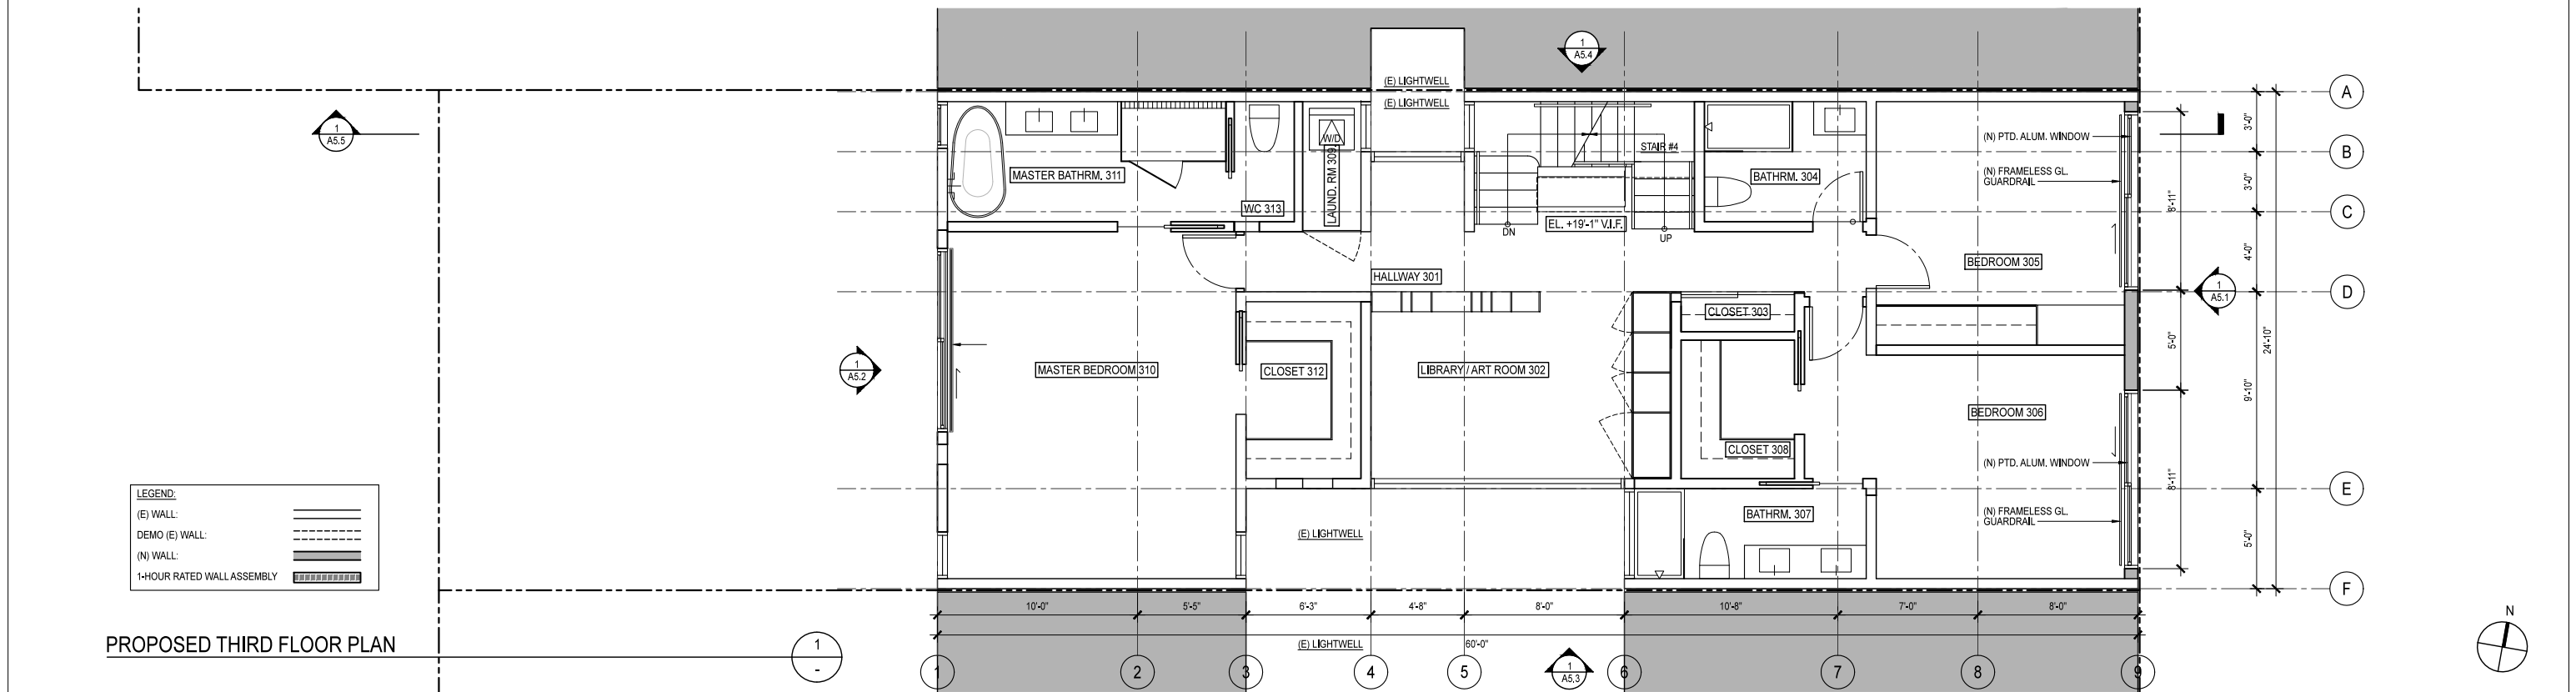 1
A5.4
(E) LIGHTWELL
(E) LIGHTWELL
A
1
A5.5
3'-0"
(N) PTD. ALUM. WINDOW
W/D
STAIR #4
B
MASTER BATHRM. 311
BATHRM. 304
(N) FRAMELESS GL.
GUARDRAIL
3'-0"
LAUND. RM 309
8'-11"
WC 313
C
EL. +19'-1" V.I.F.
DN
UP
4'-0"
HALLWAY 301
BEDROOM 305
D
1
A5.1
CLOSET 303
24'-10"
5'-0"
1
A5.2
MASTER BEDROOM 310
CLOSET 312
LIBRARY / ART ROOM 302
9'-10"
BEDROOM 306
CLOSET 308
(N) PTD. ALUM. WINDOW
8'-11"
E
LEGEND:
(E) WALL:
DEMO (E) WALL:
(N) WALL:
1-HOUR RATED WALL ASSEMBLY
BATHRM. 307
(N) FRAMELESS GL.
GUARDRAIL
(E) LIGHTWELL
5'-0"
F
10'-0"
5'-5"
6'-3"
4'-8"
8'-0"
10'-8"
7'-0"
8'-0"
N
PROPOSED THIRD FLOOR PLAN
1
-
(E) LIGHTWELL
60'-0"
1
A5.3
1
2
3
4
5
6
7
8
9